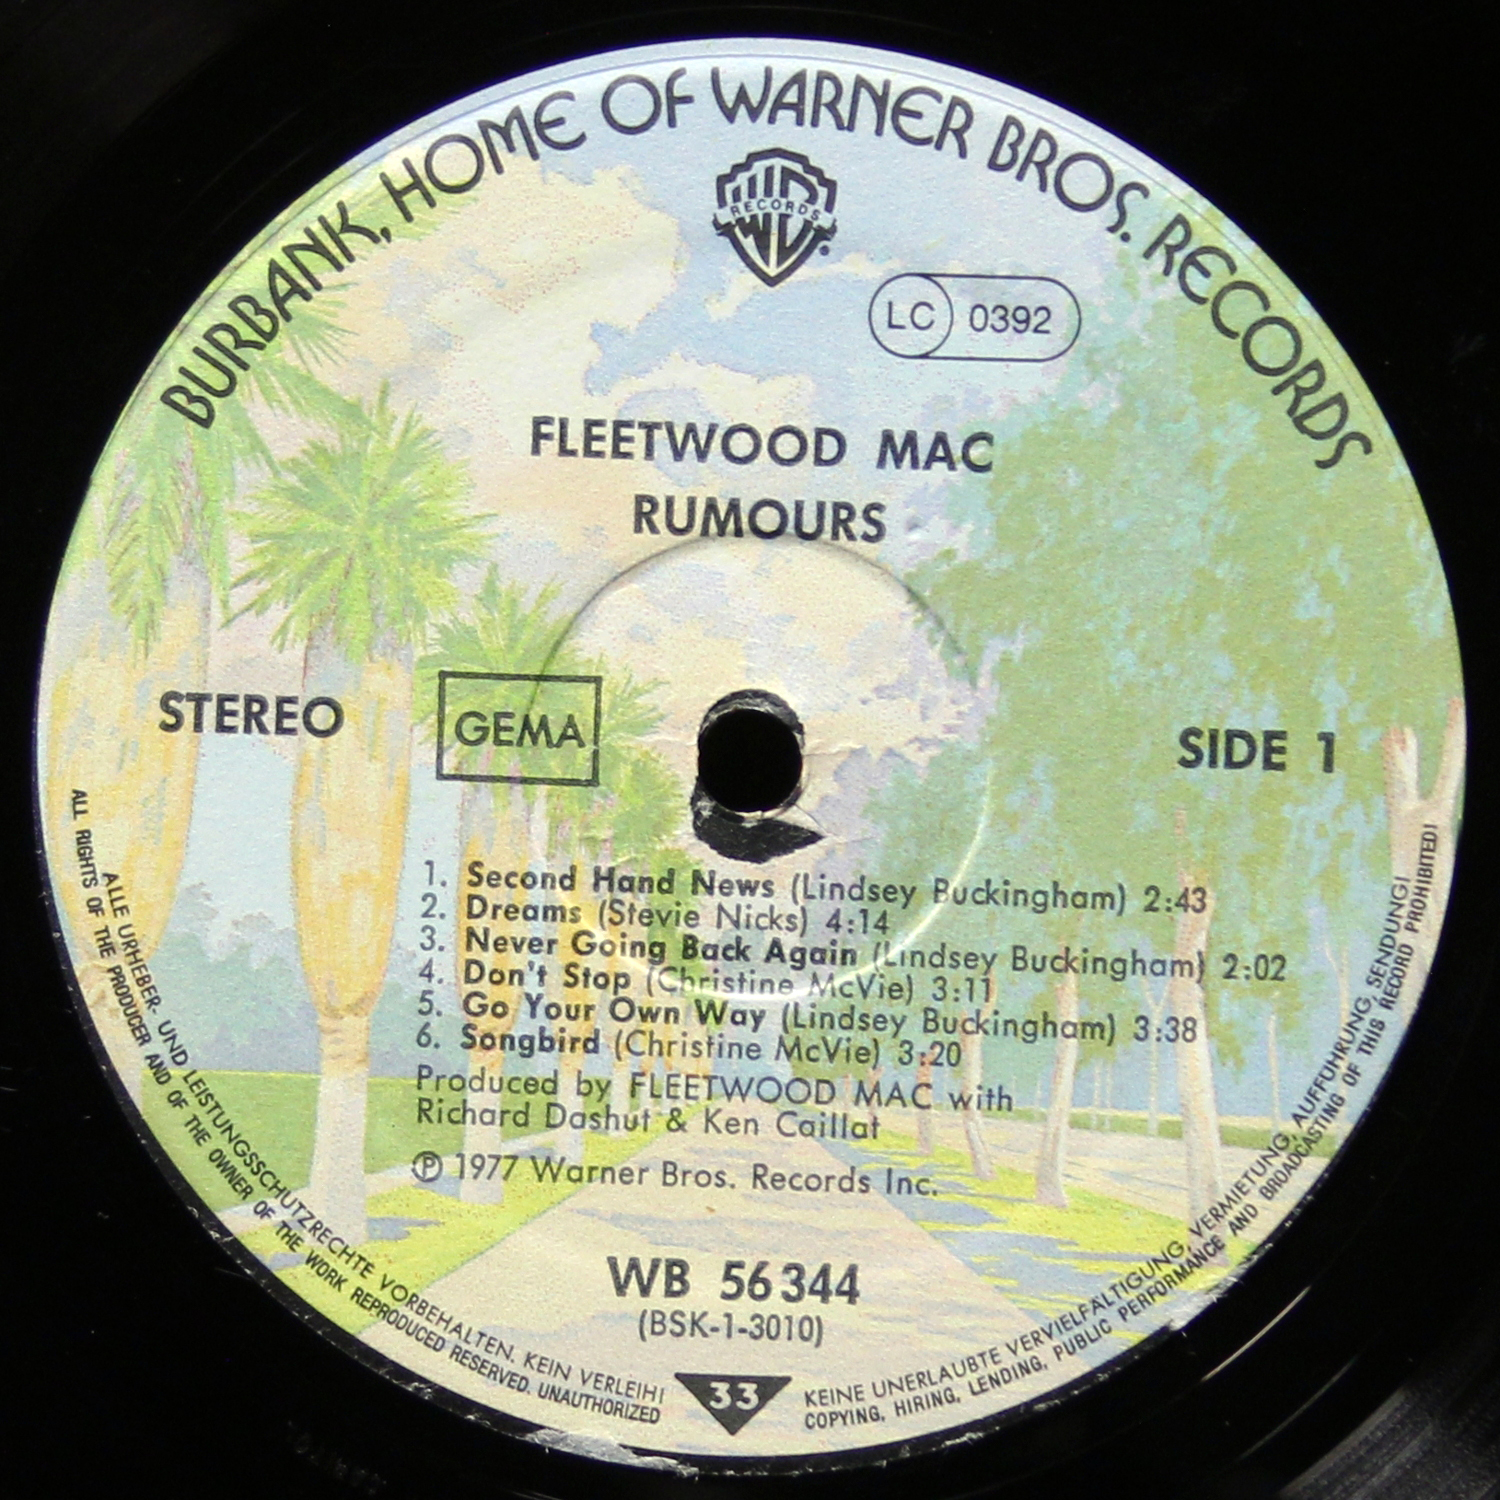 BURBANK, HOME OF WARNER BROS. RECORDS
RECORDS
LC 0392
FLEETWOOD MAC
RUMOURS
STEREO
GEMA
SIDE 1
1. Second Hand News (Lindsey Buckingham) 2:43
2. Dreams (Stevie Nicks) 4:14
3. Never Going Back Again (Lindsey Buckingham) 2:02
4. Don't Stop (Christine McVie) 3:11
5. Go Your Own Way (Lindsey Buckingham) 3:38
6. Songbird (Christine McVie) 3:20
Produced by FLEETWOOD MAC with
Richard Dashut & Ken Caillat
℗ 1977 Warner Bros. Records Inc.
WB 56 344
(BSK-1-3010)
33
ALLE URHEBER- UND LEISTUNGSSCHUTZRECHTE VORBEHALTEN. KEIN VERLEIH!
KEINE UNERLAUBTE VERVIELFÄLTIGUNG, VERMIETUNG, AUFFÜHRUNG, SENDUNG!
ALL RIGHTS OF THE PRODUCER AND OF THE OWNER OF THE WORK REPRODUCED RESERVED. UNAUTHORIZED
COPYING, HIRING, LENDING, PUBLIC PERFORMANCE AND BROADCASTING OF THIS RECORD PROHIBITED!